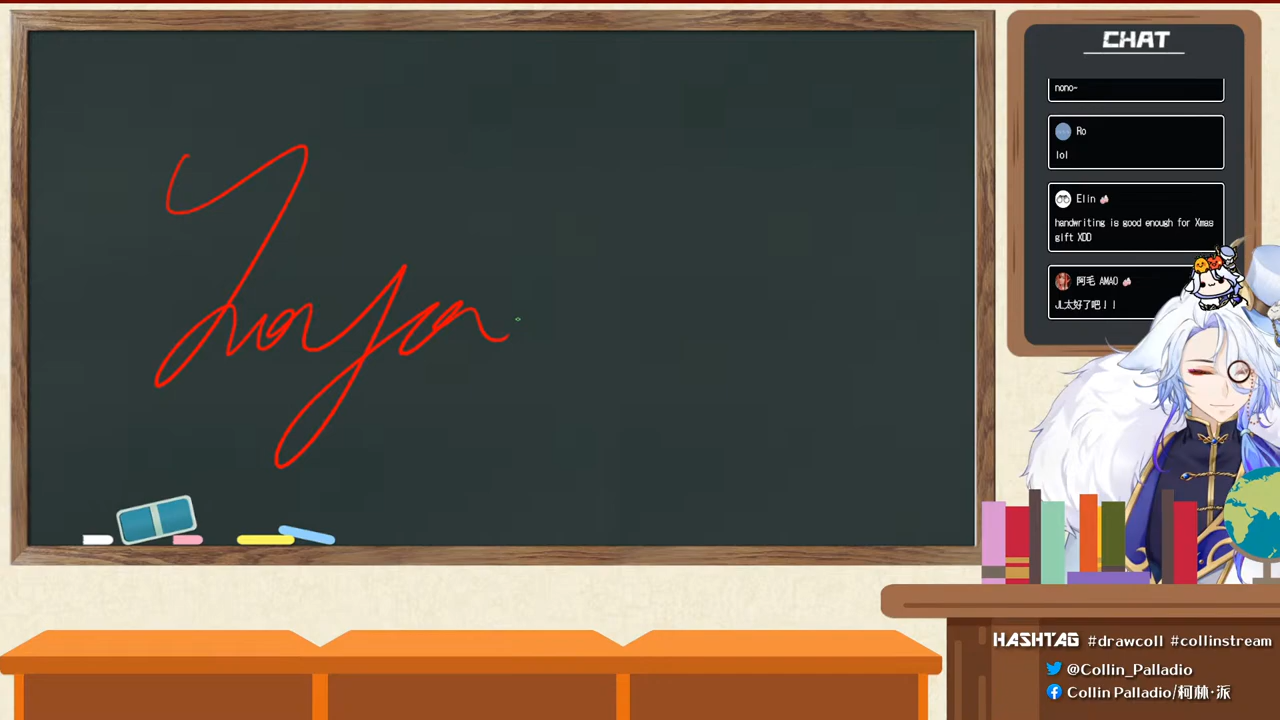 CHAT
nono~
Ro
lol
Elin
handwriting is good enough for Xmas
gift XDD
阿毛 AMAO
JL太好了吧！！
HASHTAG #drawcoll #collinstream
@Collin_Palladio
Collin Palladio/柯林·派